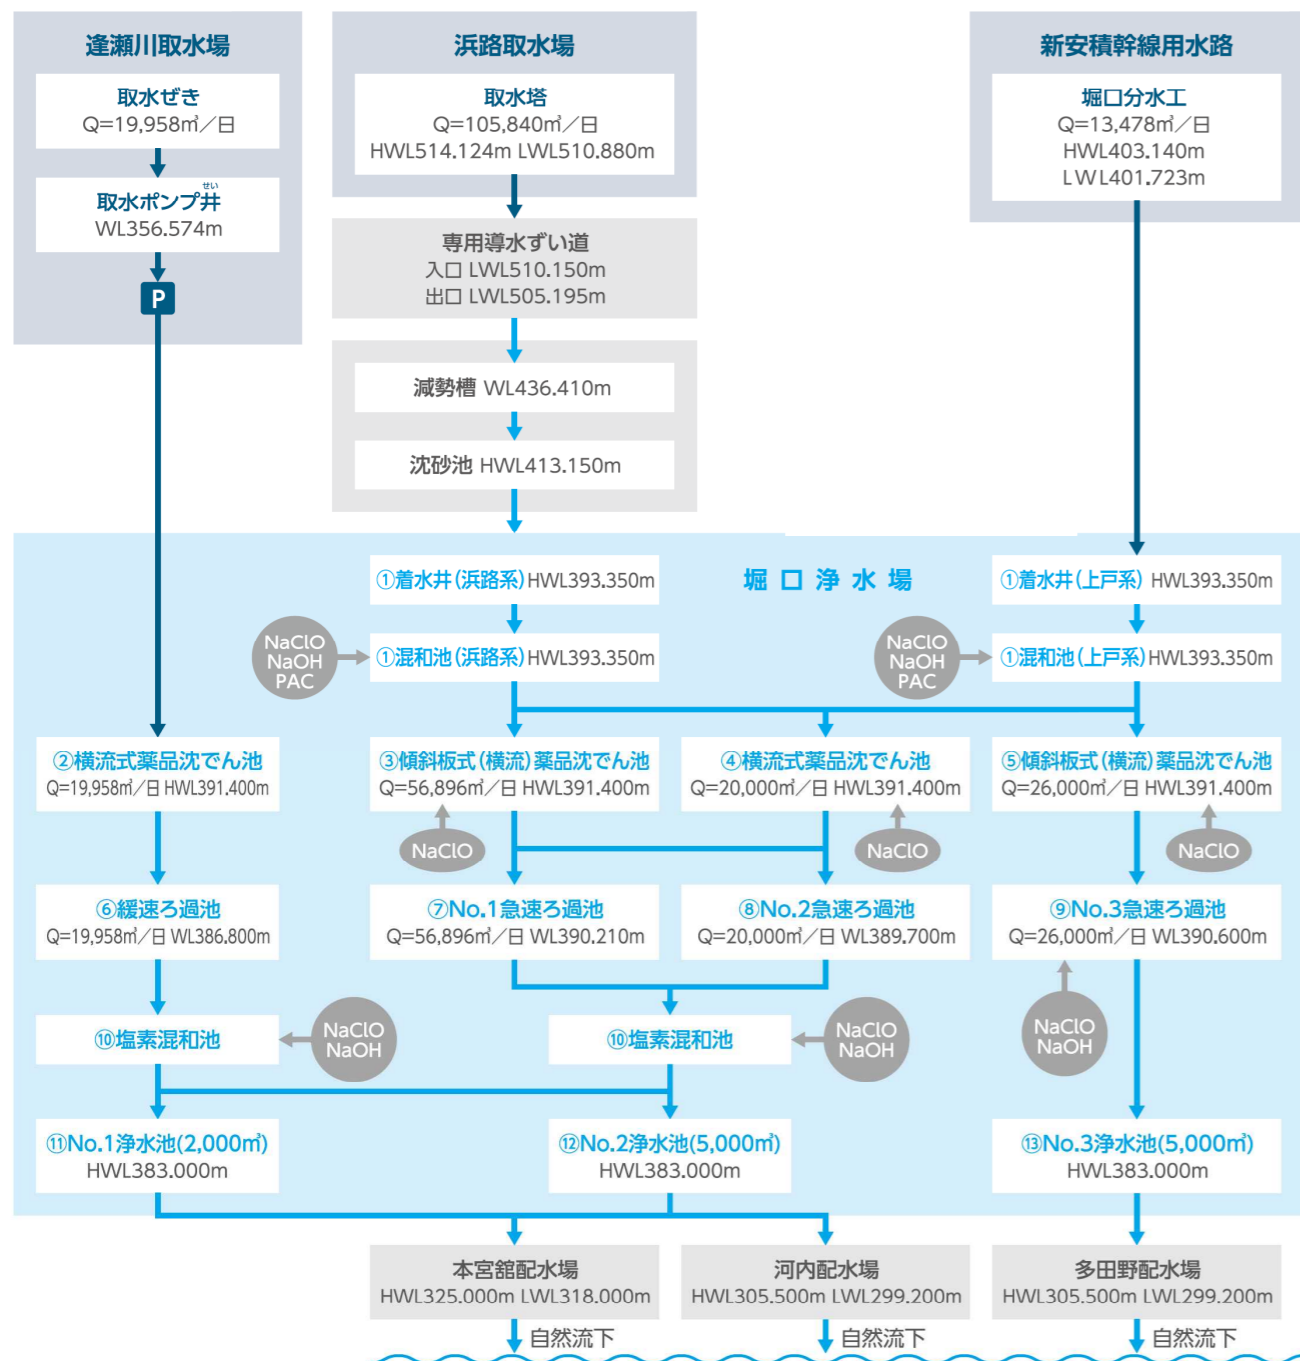 逢瀬川取水場
取水ぜき
Q=19,958㎥／日
せい
取水ポンプ井
WL356.574m
P
浜路取水場
取水塔
Q=105,840㎥／日
HWL514.124m LWL510.880m
専用導水ずい道
入口 LWL510.150m
出口 LWL505.195m
減勢槽 WL436.410m
沈砂池 HWL413.150m
新安積幹線用水路
堀口分水工
Q=13,478㎥／日
HWL403.140m
LWL401.723m
堀口浄水場
①着水井(浜路系)HWL393.350m
①着水井(上戸系) HWL393.350m
NaClO
NaOH
PAC
①混和池(浜路系)HWL393.350m
NaClO
NaOH
PAC
①混和池(上戸系)HWL393.350m
②横流式薬品沈でん池
Q=19,958㎥／日 HWL391.400m
③傾斜板式(横流)薬品沈でん池
Q=56,896㎥／日 HWL391.400m
④横流式薬品沈でん池
Q=20,000㎥／日 HWL391.400m
⑤傾斜板式(横流)薬品沈でん池
Q=26,000㎥／日 HWL391.400m
NaClO
NaClO
NaClO
⑥緩速ろ過池
Q=19,958㎥／日 WL386.800m
⑦No.1急速ろ過池
Q=56,896㎥／日 WL390.210m
⑧No.2急速ろ過池
Q=20,000㎥／日 WL389.700m
⑨No.3急速ろ過池
Q=26,000㎥／日 WL390.600m
⑩塩素混和池
NaClO
NaOH
⑩塩素混和池
NaClO
NaOH
NaClO
NaOH
⑪No.1浄水池(2,000㎥)
HWL383.000m
⑫No.2浄水池(5,000㎥)
HWL383.000m
⑬No.3浄水池(5,000㎥)
HWL383.000m
本宮舘配水場
HWL325.000m LWL318.000m
河内配水場
HWL305.500m LWL299.200m
多田野配水場
HWL305.500m LWL299.200m
自然流下
自然流下
自然流下